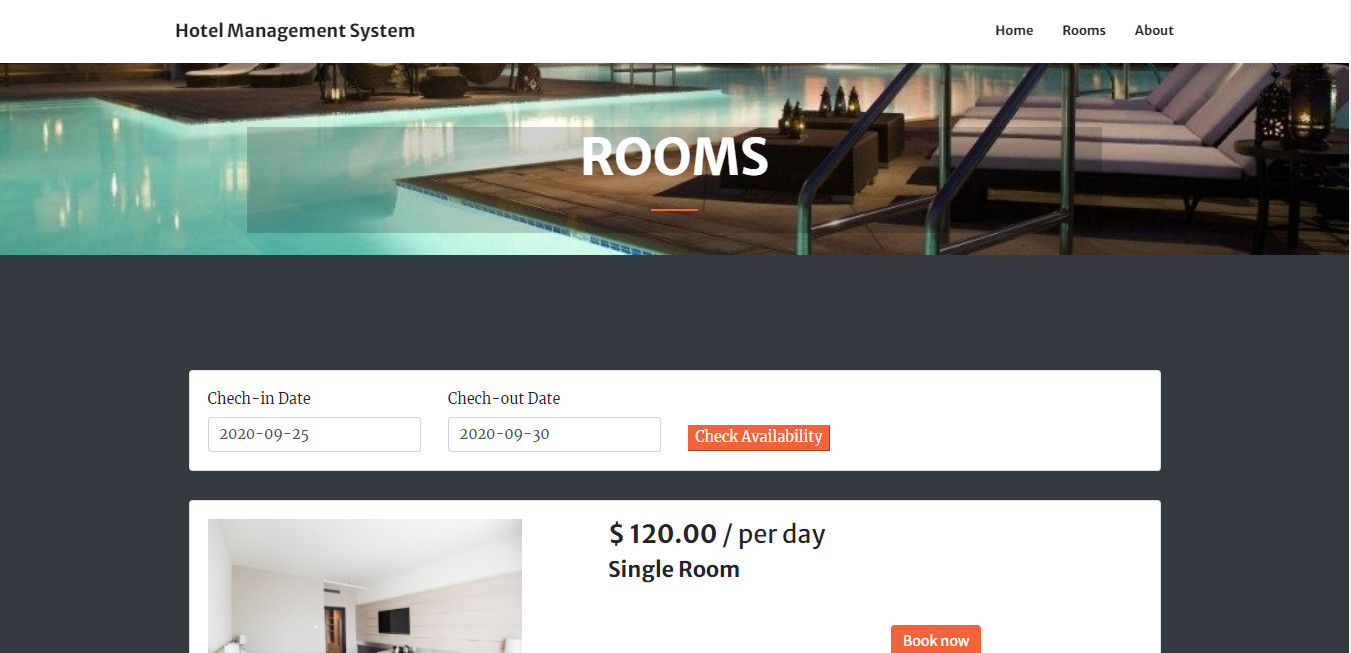 Hotel Management System
Home Rooms About
ROOMS
Chech-in Date Chech-out Date
2020-09-25 2020-09-30 Check Availability
$ 120.00 / per day
Single Room
Book now